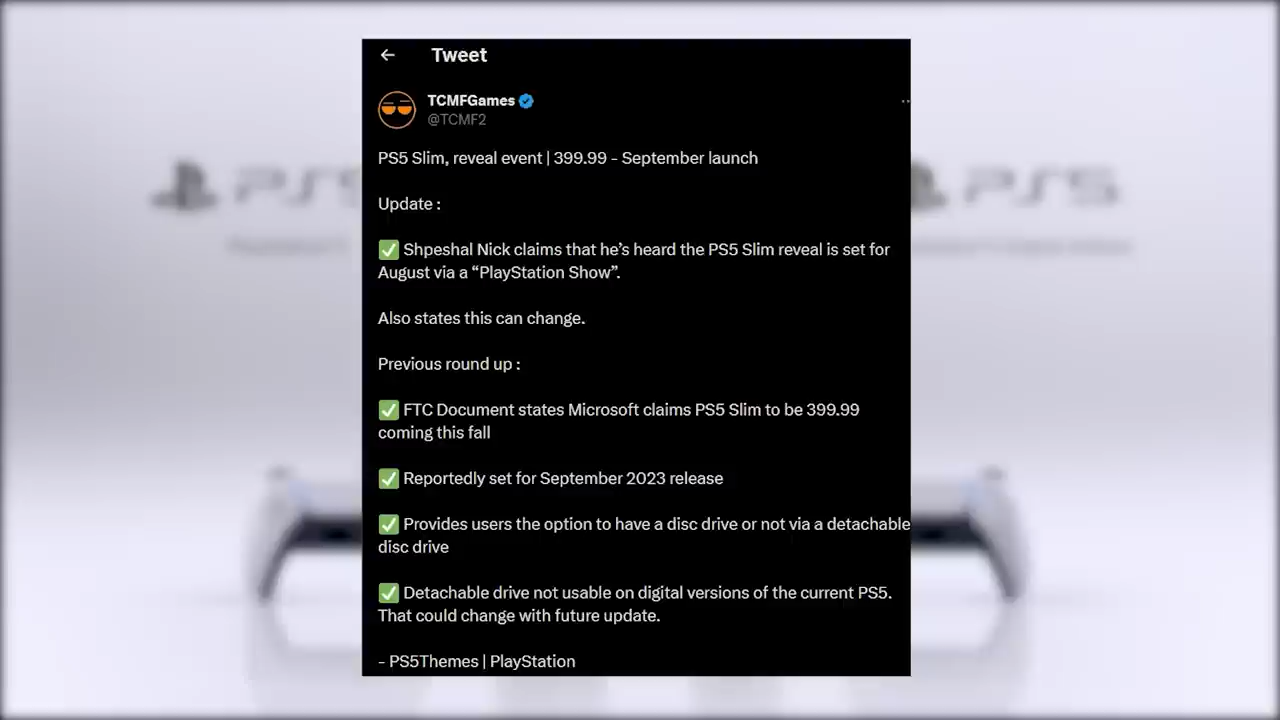 Tweet
TCMFGames
@TCMF2
PS5 Slim, reveal event | 399.99 - September launch
Update :
✅ Shpeshal Nick claims that he’s heard the PS5 Slim reveal is set for
August via a “PlayStation Show”.
Also states this can change.
Previous round up :
✅ FTC Document states Microsoft claims PS5 Slim to be 399.99
coming this fall
✅ Reportedly set for September 2023 release
✅ Provides users the option to have a disc drive or not via a detachable
disc drive
✅ Detachable drive not usable on digital versions of the current PS5.
That could change with future update.
- PS5Themes | PlayStation
PS5
PS5